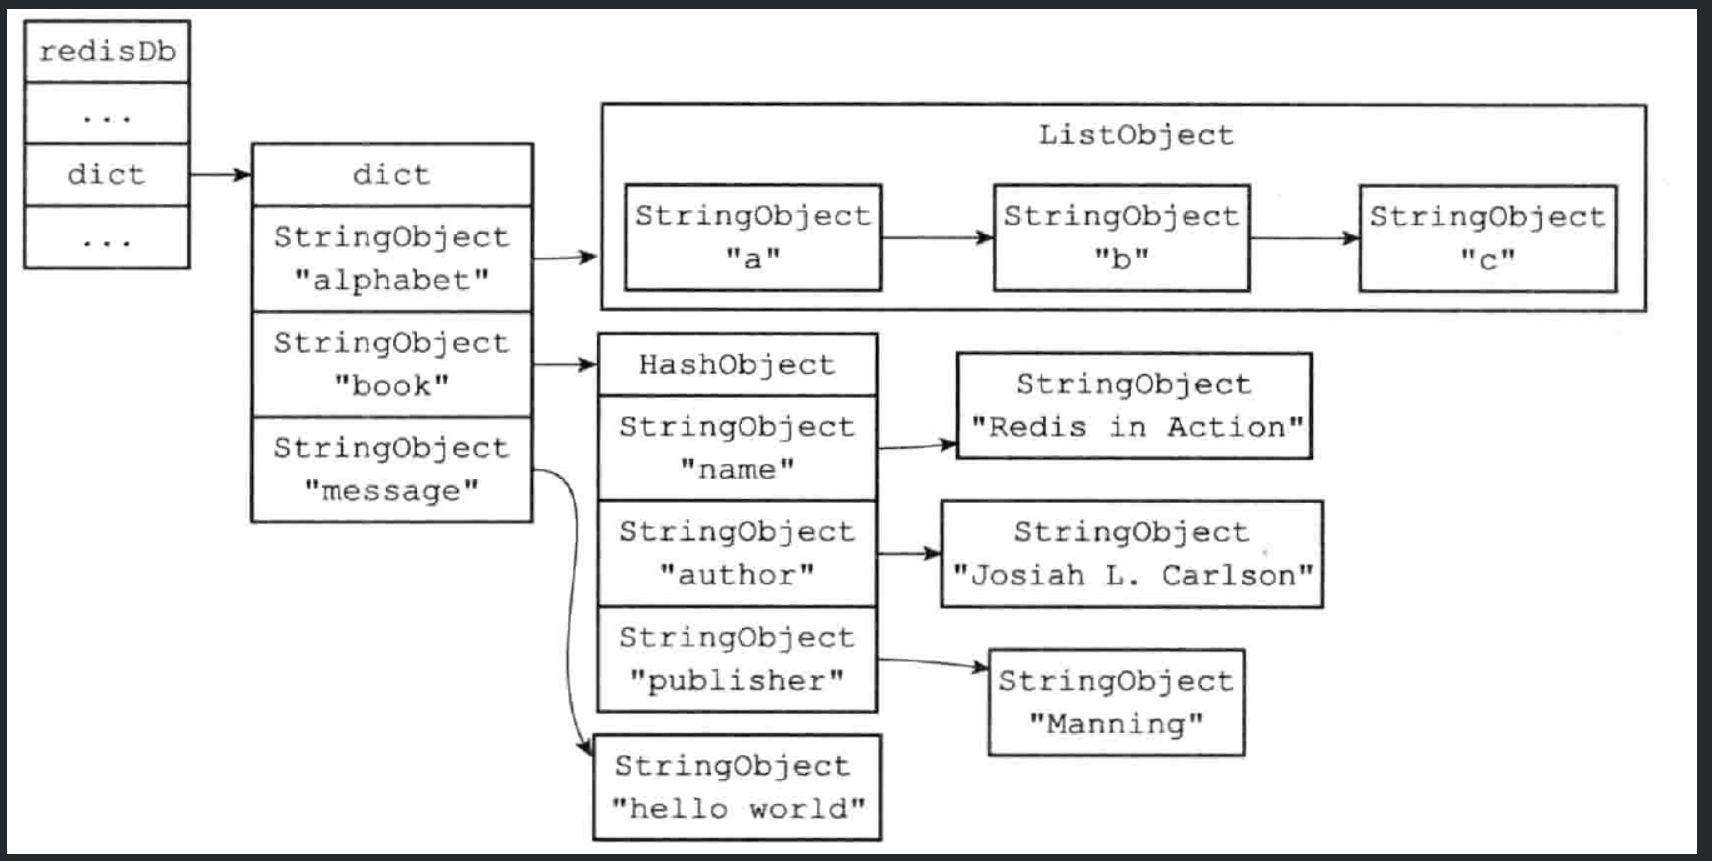 redisDb
...
dict
...
dict
StringObject
"alphabet"
StringObject
"book"
StringObject
"message"
ListObject
StringObject
"a"
StringObject
"b"
StringObject
"c"
HashObject
StringObject
"name"
StringObject
"author"
StringObject
"publisher"
StringObject
"Redis in Action"
StringObject
"Josiah L. Carlson"
StringObject
"Manning"
StringObject
"hello world"